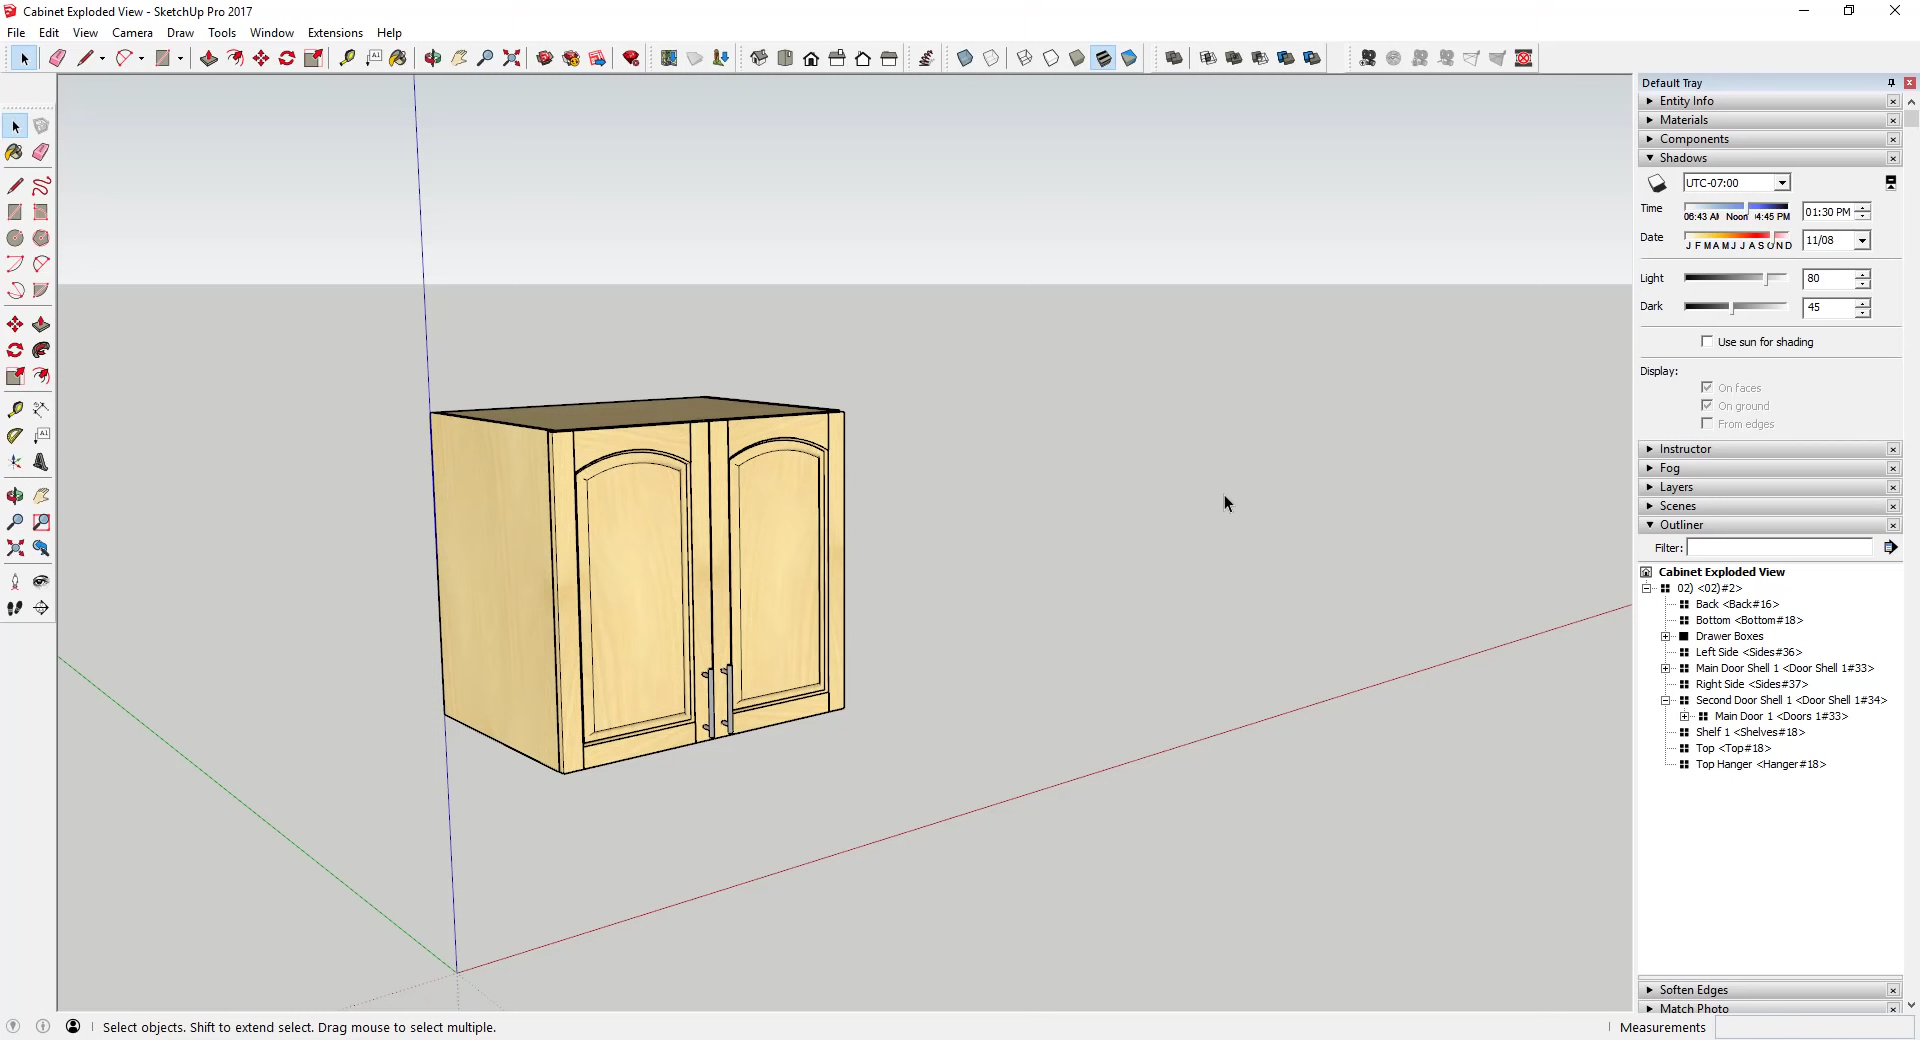 Cabinet Exploded View - SketchUp Pro 2017
File Edit View Camera Draw Tools Window Extensions Help
Default Tray
Entity Info
Materials
Components
Shadows
UTC-07:00
Time 06:43 AM Noon 04:45 PM 01:30 PM
Date J F M A M J J A S O N D 11/08
Light 80
Dark 45
Use sun for shading
Display:
On faces
On ground
From edges
Instructor
Fog
Layers
Scenes
Outliner
Filter:
Cabinet Exploded View
02) <02)#2>
Back <Back#16>
Bottom <Bottom#18>
Drawer Boxes
Left Side <Sides#36>
Main Door Shell 1 <Door Shell 1#33>
Right Side <Sides#37>
Second Door Shell 1 <Door Shell 1#34>
Main Door 1 <Doors 1#33>
Shelf 1 <Shelves#18>
Top <Top#18>
Top Hanger <Hanger#18>
Soften Edges
Match Photo
Select objects. Shift to extend select. Drag mouse to select multiple.
Measurements